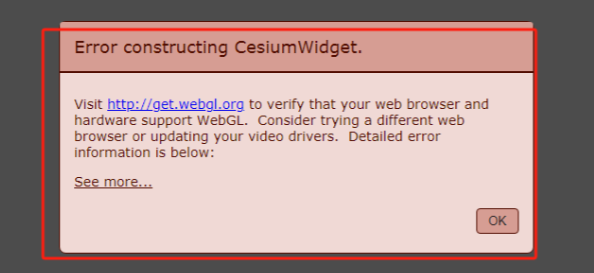 Error constructing CesiumWidget.
Visit http://get.webgl.org to verify that your web browser and
hardware support WebGL.  Consider trying a different web
browser or updating your video drivers.  Detailed error
information is below:
See more...
OK